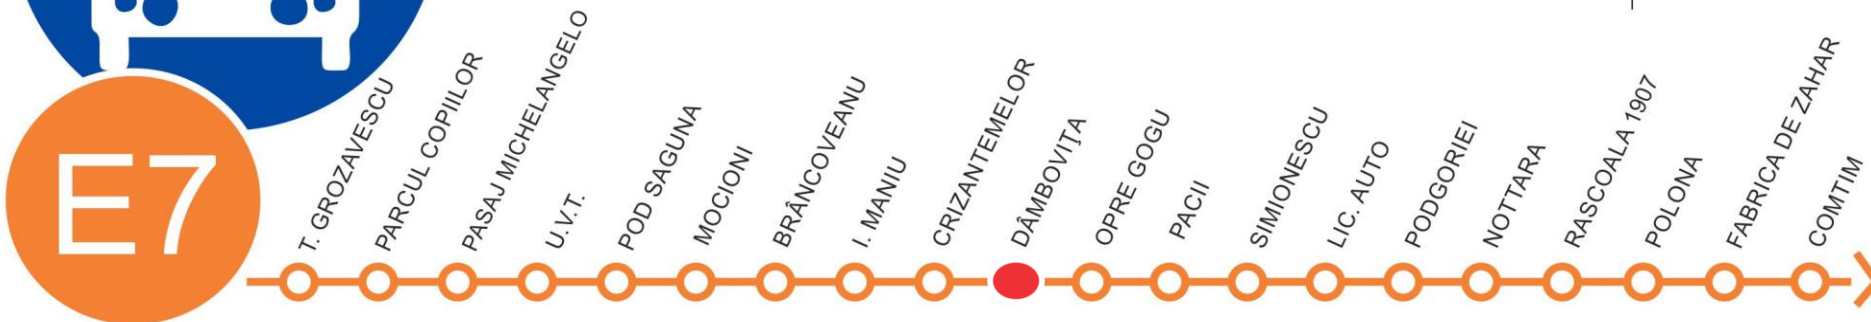 E7
T. GROZAVESCU
PARCUL COPIILOR
PASAJ MICHELANGELO
U.V.T.
POD SAGUNA
MOCIONI
BRÂNCOVEANU
I. MANIU
CRIZANTEMELOR
DÂMBOVIŢA
OPRE GOGU
PACII
SIMIONESCU
LIC. AUTO
PODGORIEI
NOTTARA
RASCOALA 1907
POLONA
FABRICA DE ZAHAR
COMTIM